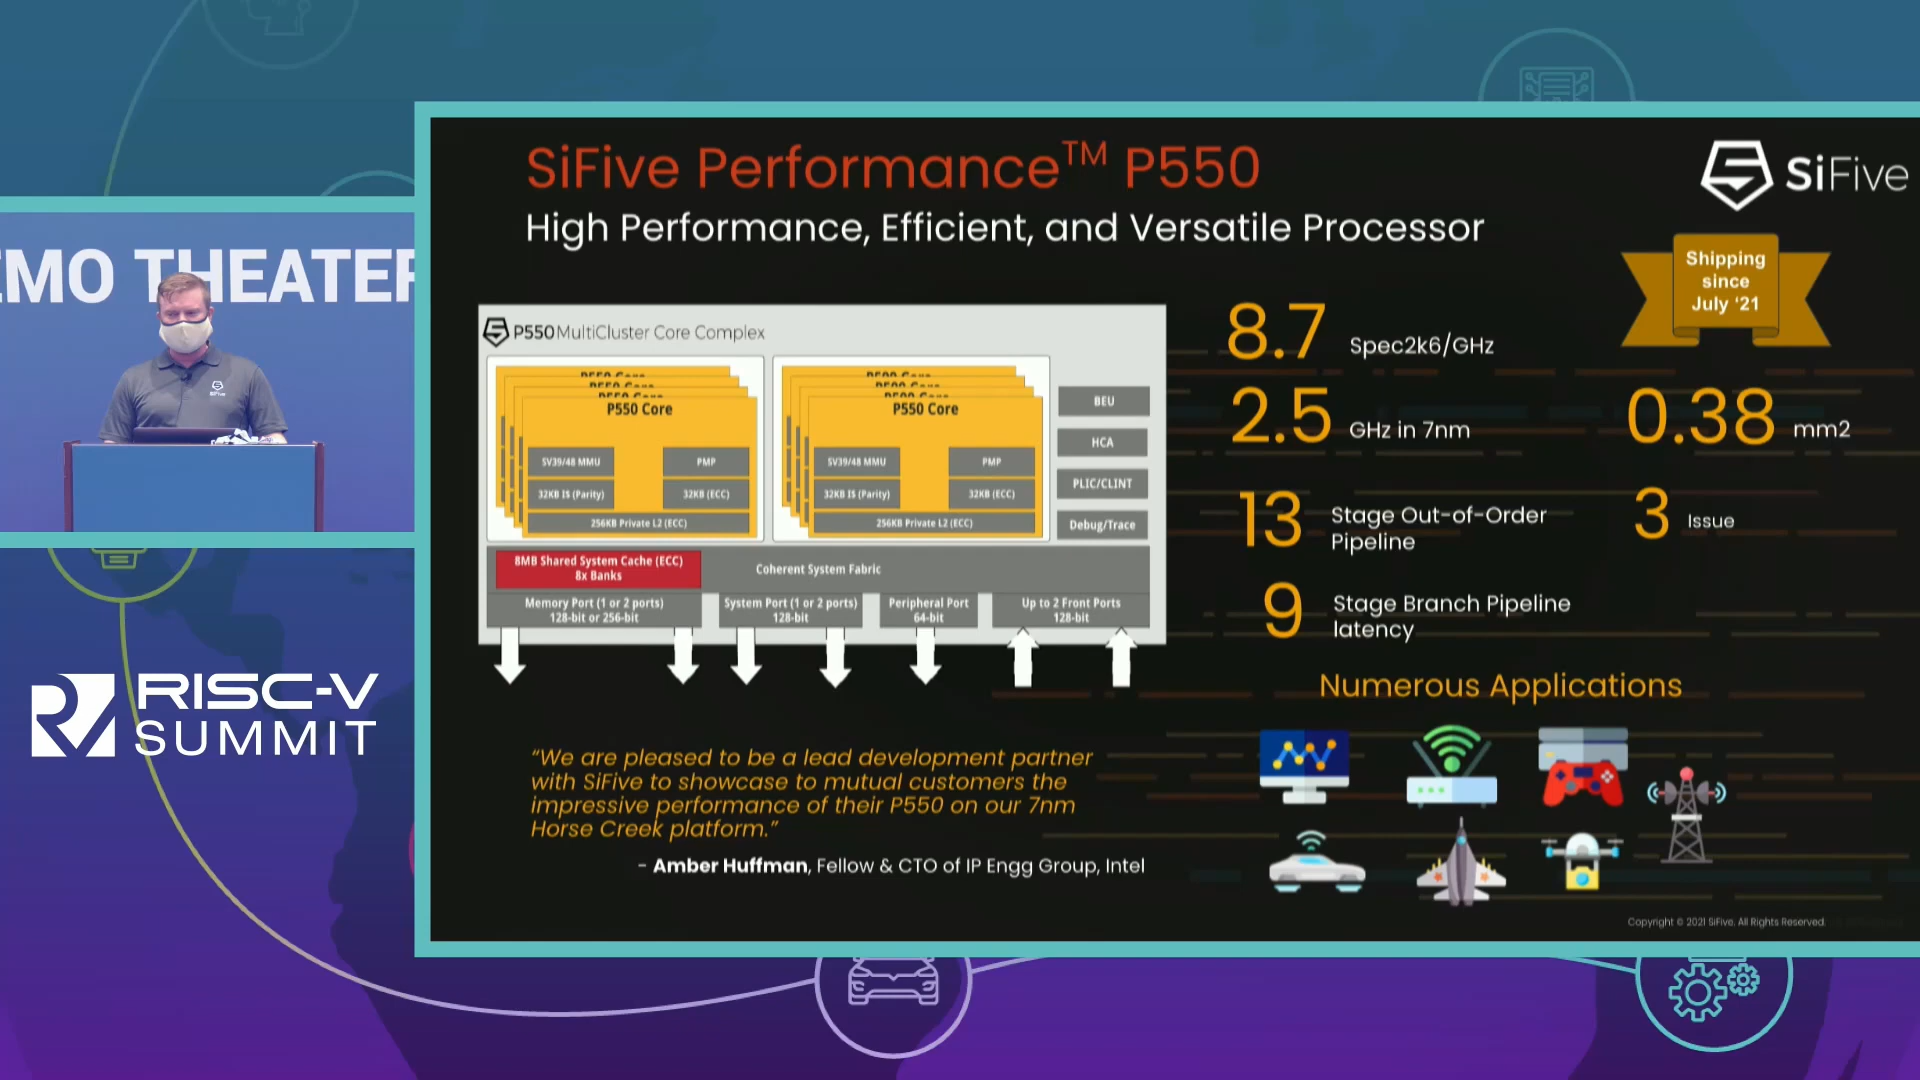 SiFive Performance™ P550
High Performance, Efficient, and Versatile Processor
SiFive
Shipping
since
July ‘21
EMO THEATER
SiFive
P550 MultiCluster Core Complex
P550 Core
P550 Core
P550 Core
P550 Core
SV39/48 MMU
PMP
32KB I$ (Parity)
32KB (ECC)
256KB Private L2 (ECC)
P550 Core
SV39/48 MMU
PMP
32KB I$ (Parity)
32KB (ECC)
256KB Private L2 (ECC)
BEU
HCA
PLIC/CLINT
Debug/Trace
8MB Shared System Cache (ECC)
8x Banks
Coherent System Fabric
Memory Port (1 or 2 ports)
128-bit or 256-bit
System Port (1 or 2 ports)
128-bit
Peripheral Port
64-bit
Up to 2 Front Ports
128-bit
8.7 Spec2k6/GHz
2.5 GHz in 7nm
0.38 mm2
13 Stage Out-of-Order
Pipeline
3 Issue
9 Stage Branch Pipeline
latency
Numerous Applications
“We are pleased to be a lead development partner
with SiFive to showcase to mutual customers the
impressive performance of their P550 on our 7nm
Horse Creek platform.”
- Amber Huffman, Fellow & CTO of IP Engg Group, Intel
Copyright © 2021 SiFive. All Rights Reserved.
RISC-V
SUMMIT